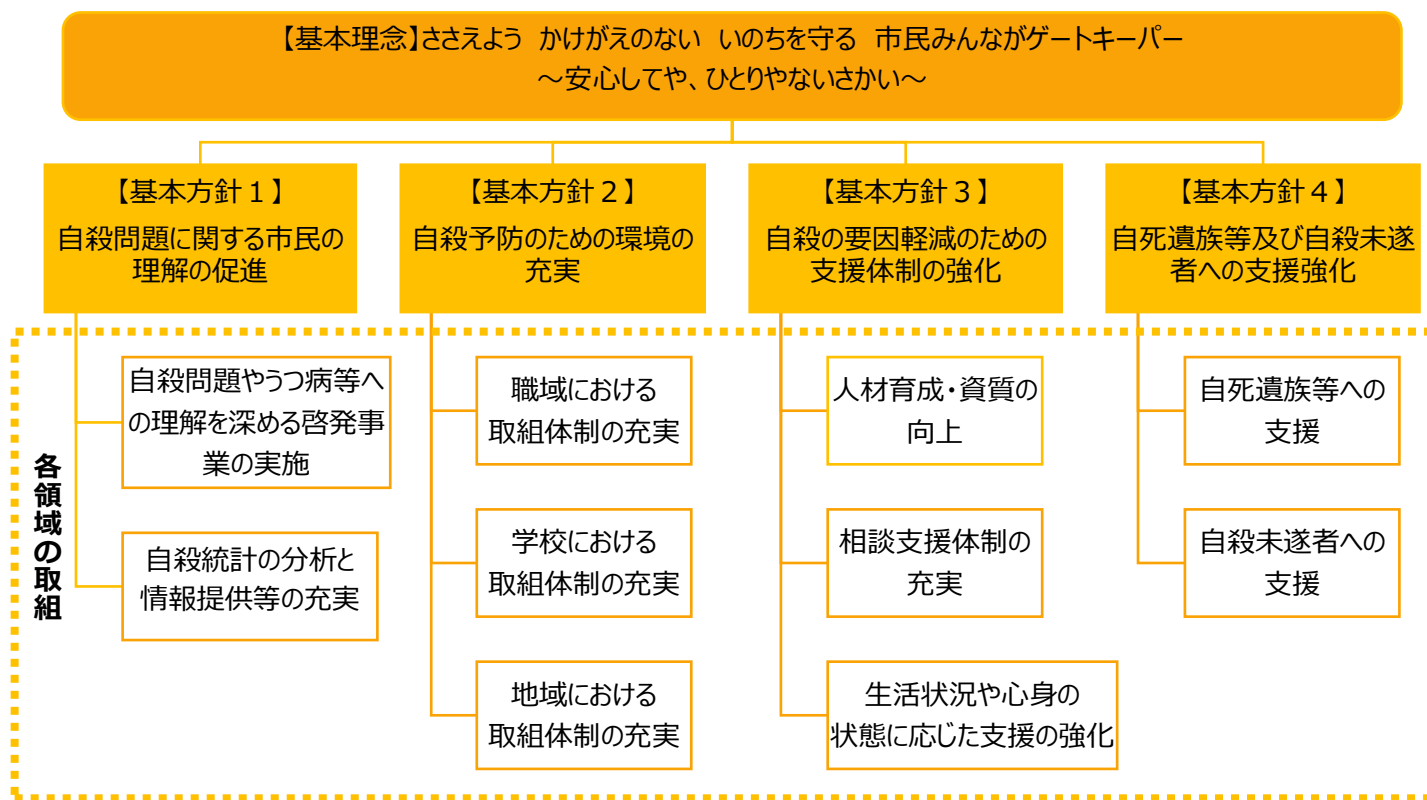 【基本理念】ささえよう　かけがえのない　いのちを守る　市民みんながゲートキーパー
～安心してや、ひとりやないさかい～
【基本方針１】
自殺問題に関する市民の
理解の促進
【基本方針２】
自殺予防のための環境の
充実
【基本方針３】
自殺の要因軽減のための
支援体制の強化
【基本方針４】
自死遺族等及び自殺未遂
者への支援強化
各領域の取組
自殺問題やうつ病等へ
の理解を深める啓発事
業の実施
自殺統計の分析と
情報提供等の充実
職域における
取組体制の充実
学校における
取組体制の充実
地域における
取組体制の充実
人材育成・資質の
向上
相談支援体制の
充実
生活状況や心身の
状態に応じた支援の強化
自死遺族等への
支援
自殺未遂者への
支援